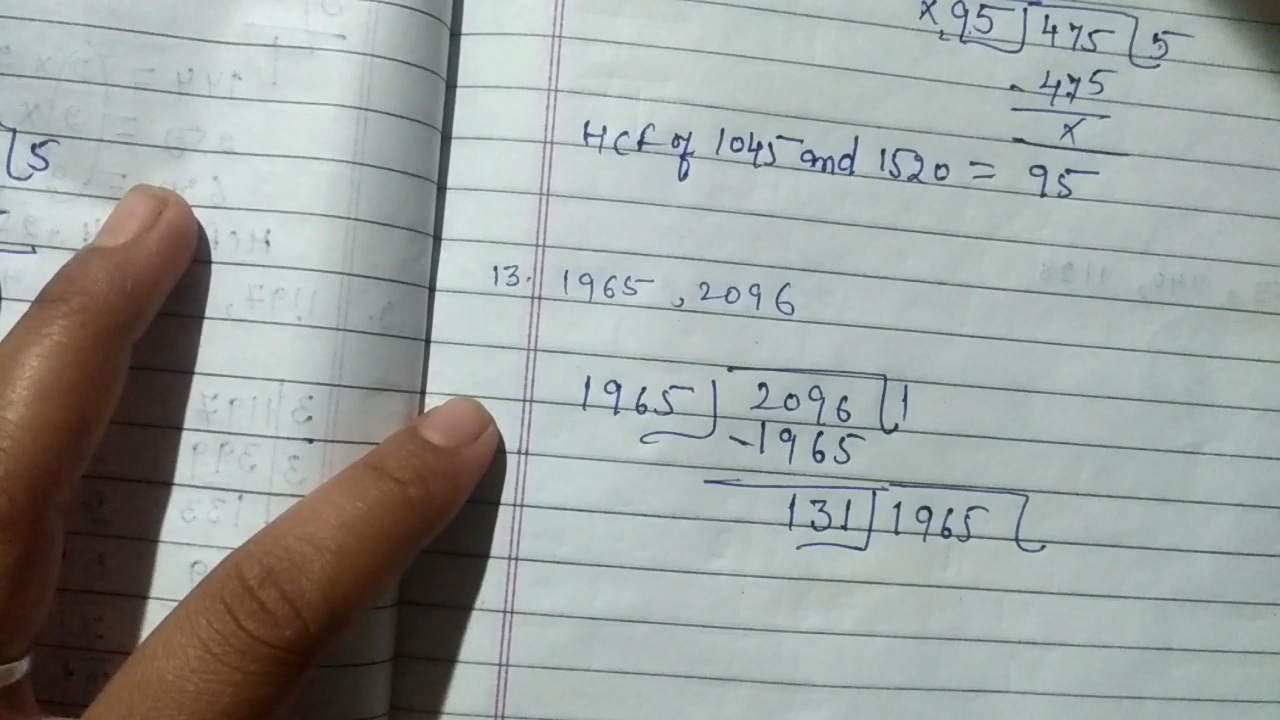 5
x 95 ) 475 ( 5
- 475
x
HCF of 1045 and 1520 = 95
13. 1965, 2096
1965 ) 2096 ( 1
-1965
131 ) 1965 (